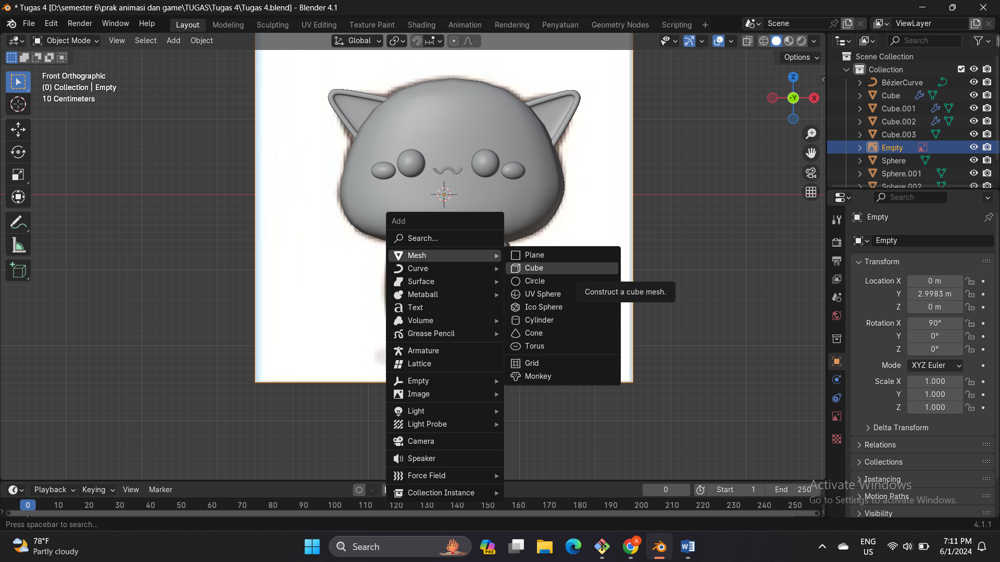 * Tugas 4 [D:\semester 6\prak animasi dan game\TUGAS\Tugas 4\Tugas 4.blend] - Blender 4.1
File Edit Render Window Help Layout Modeling Sculpting UV Editing Texture Paint Shading Animation Rendering Penyatuan Geometry Nodes Scripting + Scene ViewLayer
Object Mode View Select Add Object Global Search
Options
Front Orthographic
(0) Collection | Empty
10 Centimeters
Z
-Y X
Scene Collection
Collection
BézierCurve
Cube
Cube.001
Cube.002
Cube.003
Empty
Sphere
Sphere.001
Sphere.002
Add
Search...
Mesh
Curve
Surface
Metaball
Text
Volume
Grease Pencil
Armature
Lattice
Empty
Image
Light
Light Probe
Camera
Speaker
Force Field
Collection Instance
Plane
Cube
Circle
UV Sphere
Ico Sphere
Cylinder
Cone
Torus
Grid
Monkey
Construct a cube mesh.
Search
Empty
Empty
Transform
Location X 0 m
Y 2.9983 m
Z 0 m
Rotation X 90°
Y 0°
Z 0°
Mode XYZ Euler
Scale X 1.000
Y 1.000
Z 1.000
Delta Transform
Relations
Collections
Instancing
Motion Paths
Visibility
Activate Windows
Go to Settings to activate Windows.
Playback Keying View Marker 0 Start 1 End 250
0 10 20 30 40 50 60 70 80 90 100 110 120 130 140 150 160 170 180 190 200 210 220 230 240 250
Press spacebar to search... 4.1.1
78°F
Partly cloudy
Search
PRE
A
ENG
US
7:11 PM
6/1/2024